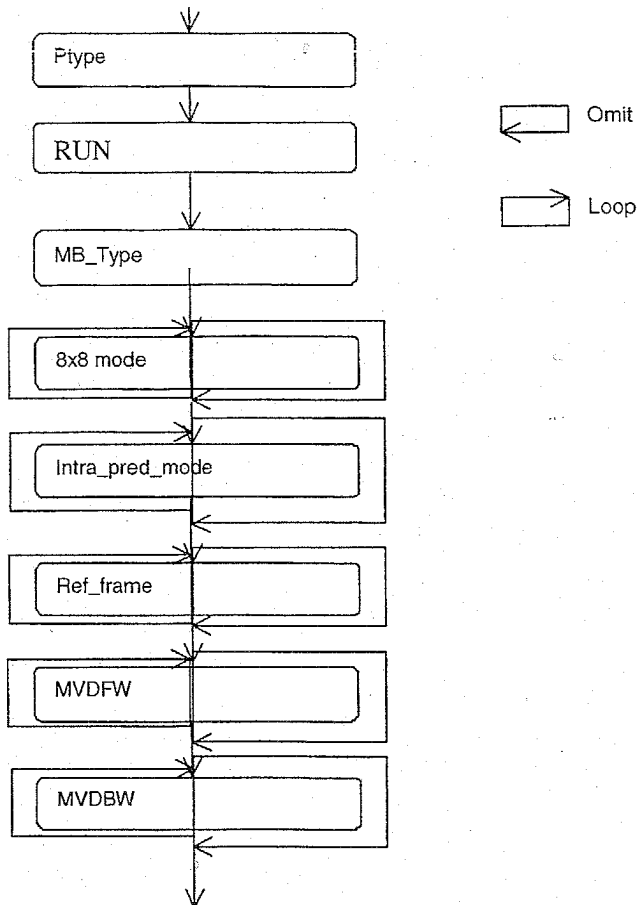 Ptype
RUN
MB_Type
8x8 mode
Intra_pred_mode
Ref_frame
MVDFW
MVDBW
Omit
Loop